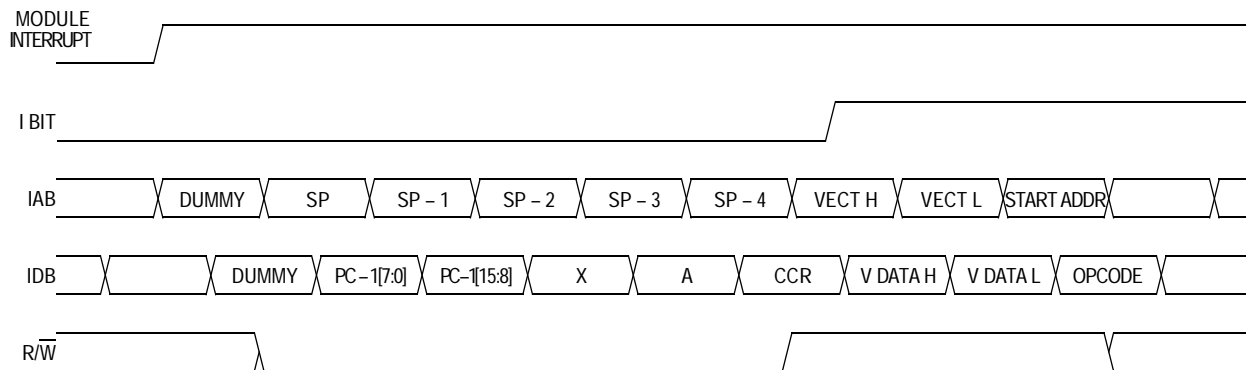 MODULE
INTERRUPT
I BIT
IAB DUMMY SP SP – 1 SP – 2 SP – 3 SP – 4 VECT H VECT L START ADDR
IDB DUMMY PC – 1[7:0] PC–1[15:8] X A CCR V DATA H V DATA L OPCODE
R/W̅